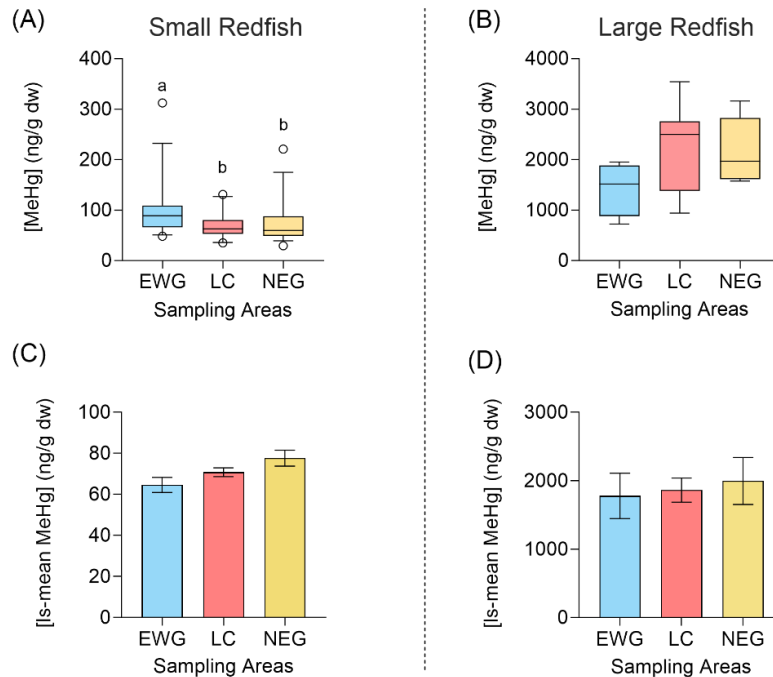 (A)
Small Redfish
[MeHg] (ng/g dw)
400
300
200
100
0
a
b
b
EWG LC NEG
Sampling Areas
(B)
Large Redfish
[MeHg] (ng/g dw)
4000
3000
2000
1000
0
EWG LC NEG
Sampling Areas
(C)
[ls-mean MeHg] (ng/g dw)
100
80
60
40
20
0
EWG LC NEG
Sampling Areas
(D)
[ls-mean MeHg] (ng/g dw)
3000
2000
1000
0
EWG LC NEG
Sampling Areas